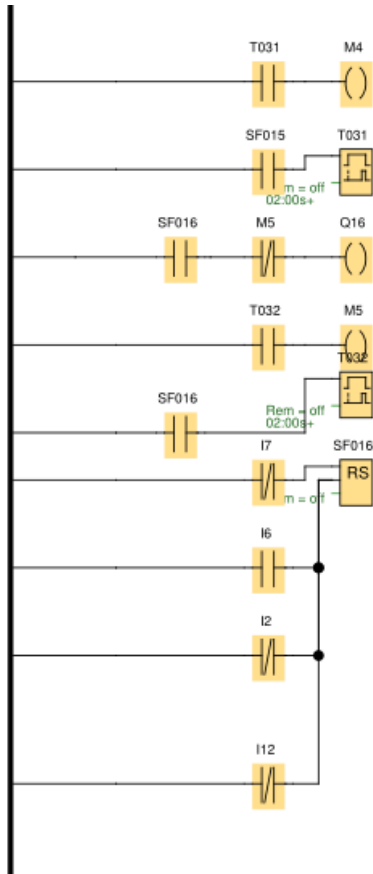 T031 M4
SF015 T031
m = off
02:00s+
SF016 M5 Q16
T032 M5
T032
SF016
Rem = off
02:00s+
I7 SF016
RS
m = off
I6
I2
I12